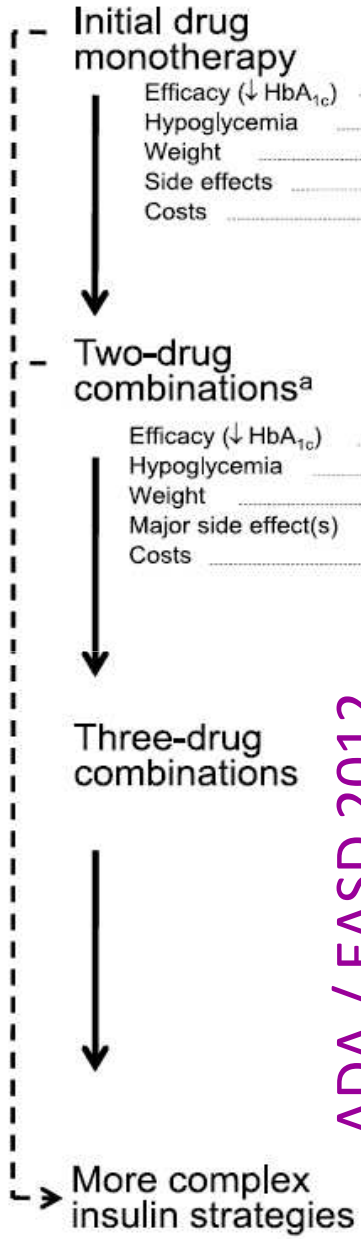 Initial drug
monotherapy
Efficacy (↓ HbA1c)
Hypoglycemia
Weight
Side effects
Costs
Two-drug
combinationsᵃ
Efficacy (↓ HbA1c)
Hypoglycemia
Weight
Major side effect(s)
Costs
Three-drug
combinations
ADA / EASD 2012
More complex
insulin strategies